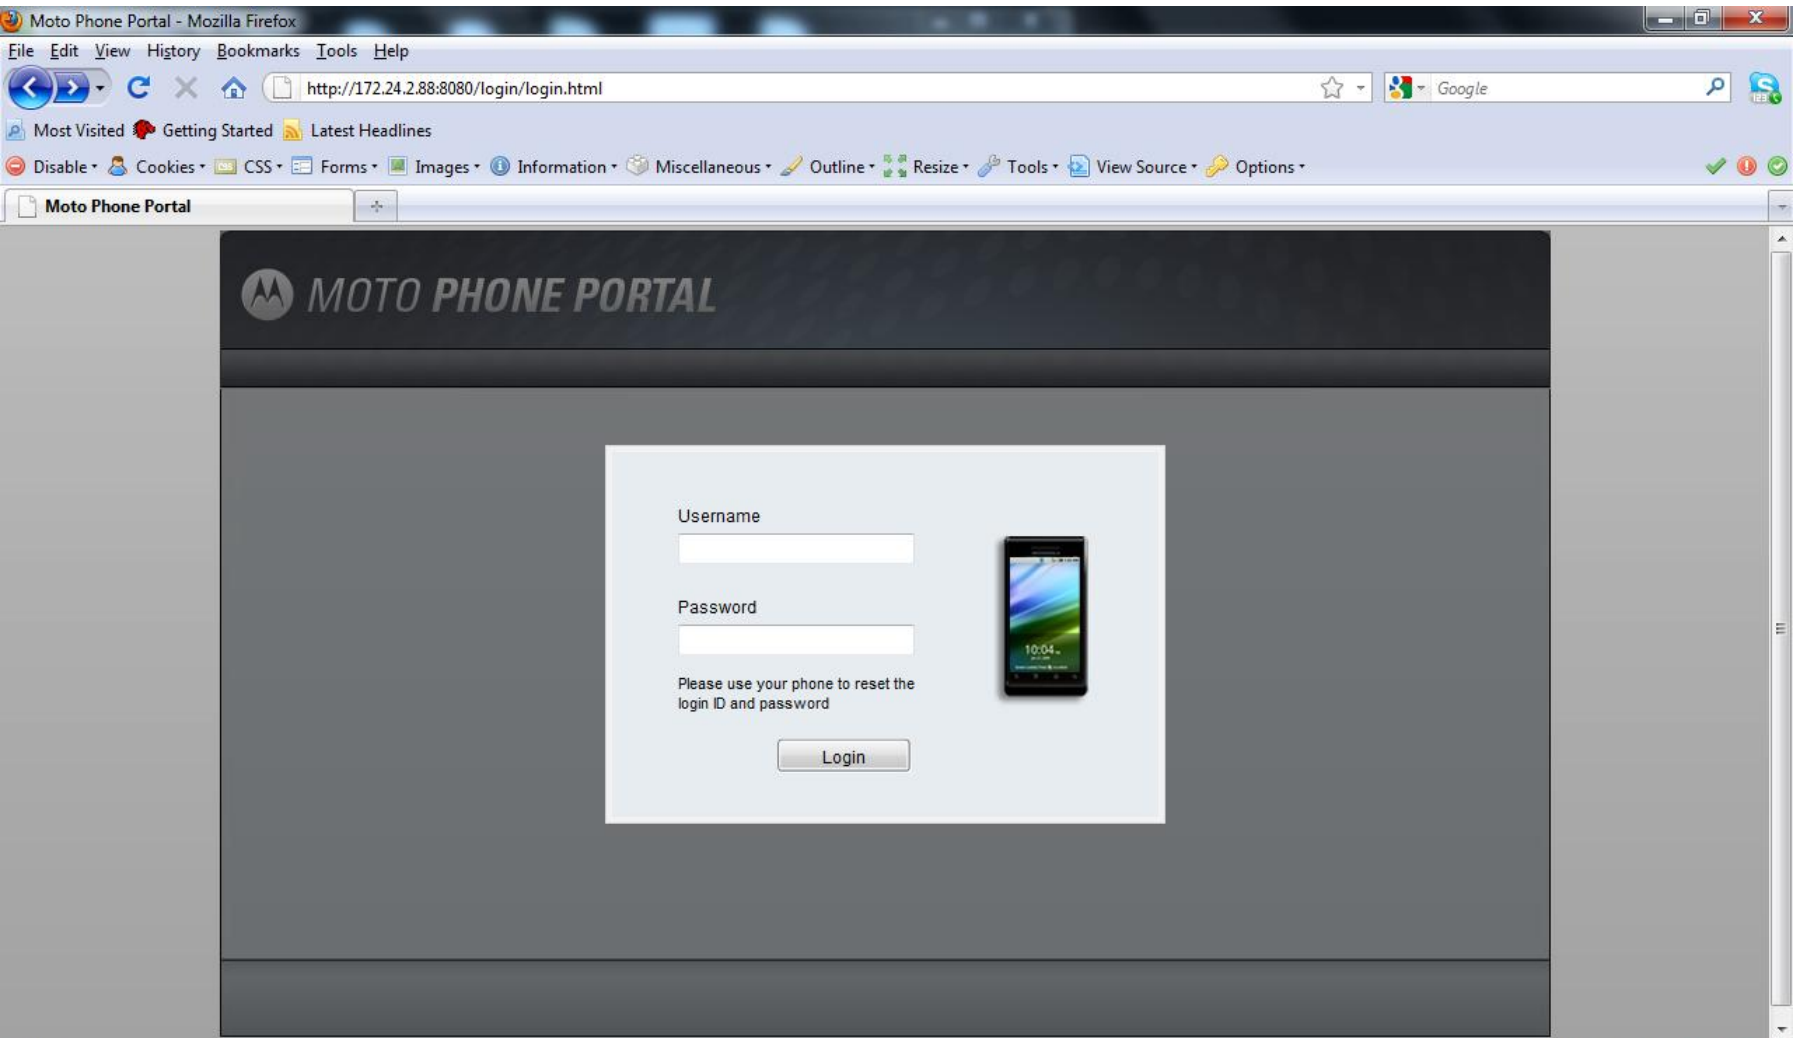 Moto Phone Portal - Mozilla Firefox
File Edit View History Bookmarks Tools Help
http://172.24.2.88:8080/login/login.html
Google
Most Visited Getting Started Latest Headlines
Disable Cookies CSS Forms Images Information Miscellaneous Outline Resize Tools View Source Options
Moto Phone Portal
MOTO PHONE PORTAL
Username
Password
10:04
Please use your phone to reset the
login ID and password
Login